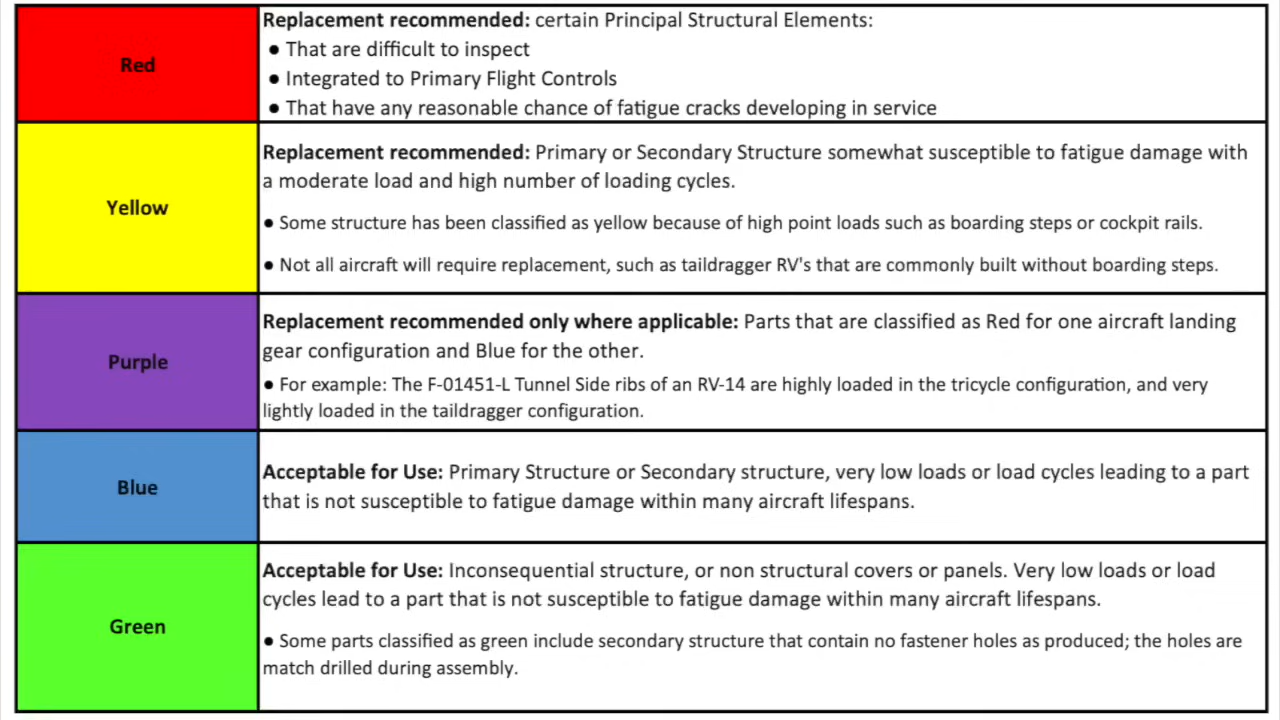 Red
Replacement recommended: certain Principal Structural Elements:
● That are difficult to inspect
● Integrated to Primary Flight Controls
● That have any reasonable chance of fatigue cracks developing in service
Yellow
Replacement recommended: Primary or Secondary Structure somewhat susceptible to fatigue damage with
a moderate load and high number of loading cycles.
● Some structure has been classified as yellow because of high point loads such as boarding steps or cockpit rails.
● Not all aircraft will require replacement, such as taildragger RV's that are commonly built without boarding steps.
Purple
Replacement recommended only where applicable: Parts that are classified as Red for one aircraft landing
gear configuration and Blue for the other.
● For example: The F-01451-L Tunnel Side ribs of an RV-14 are highly loaded in the tricycle configuration, and very
lightly loaded in the taildragger configuration.
Blue
Acceptable for Use: Primary Structure or Secondary structure, very low loads or load cycles leading to a part
that is not susceptible to fatigue damage within many aircraft lifespans.
Green
Acceptable for Use: Inconsequential structure, or non structural covers or panels. Very low loads or load
cycles lead to a part that is not susceptible to fatigue damage within many aircraft lifespans.
● Some parts classified as green include secondary structure that contain no fastener holes as produced; the holes are
match drilled during assembly.